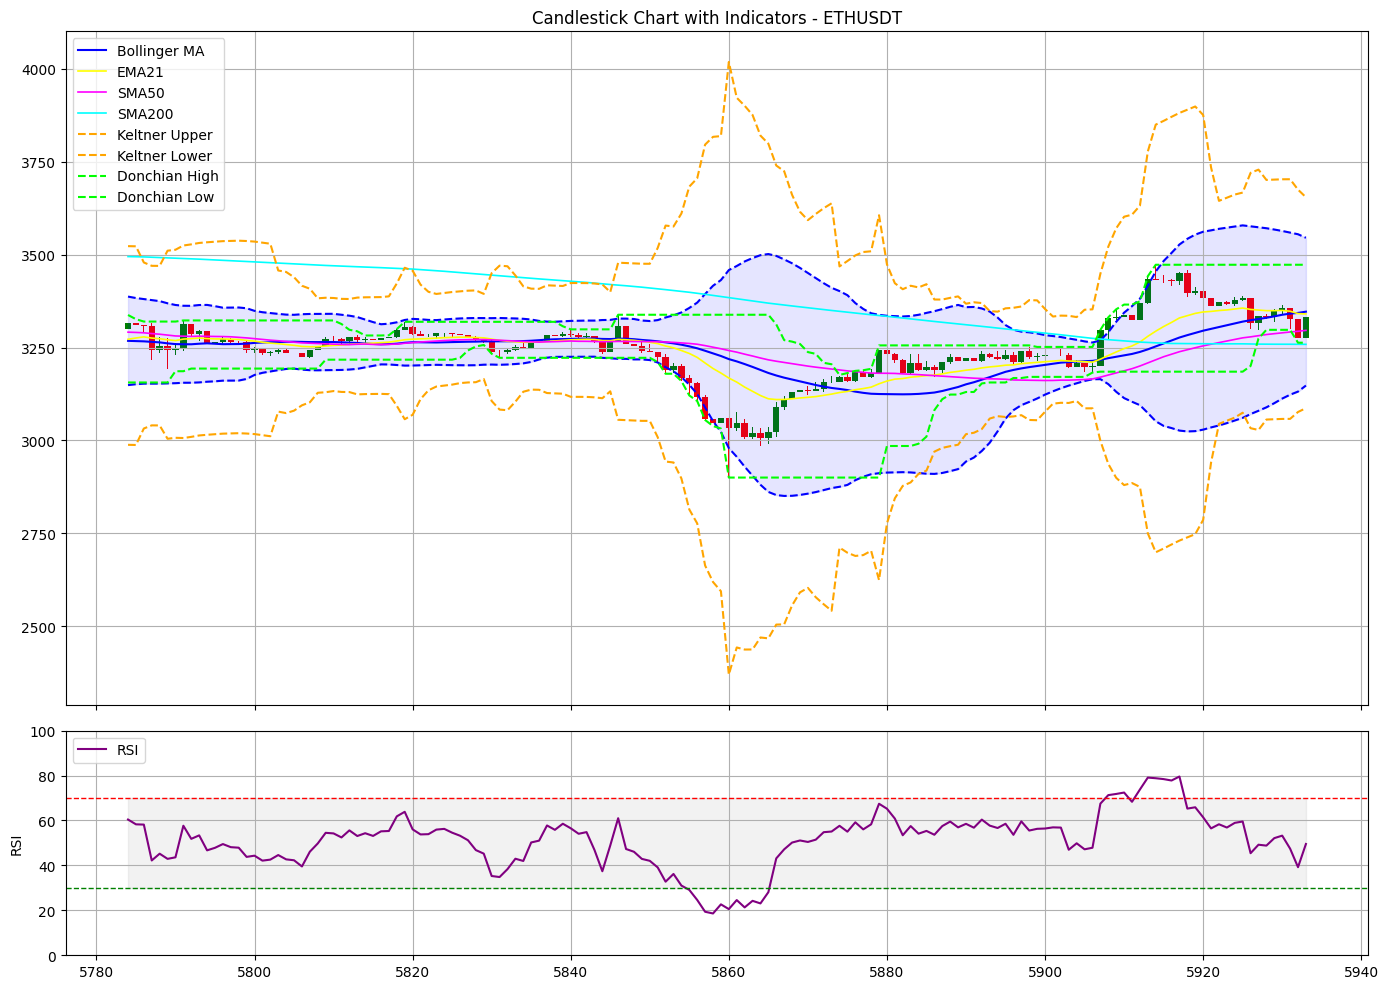 Candlestick Chart with Indicators - ETHUSDT
Bollinger MA
EMA21
SMA50
SMA200
Keltner Upper
Keltner Lower
Donchian High
Donchian Low
4000
3750
3500
3250
3000
2750
2500
RSI
RSI
100
80
60
40
20
0
5780
5800
5820
5840
5860
5880
5900
5920
5940